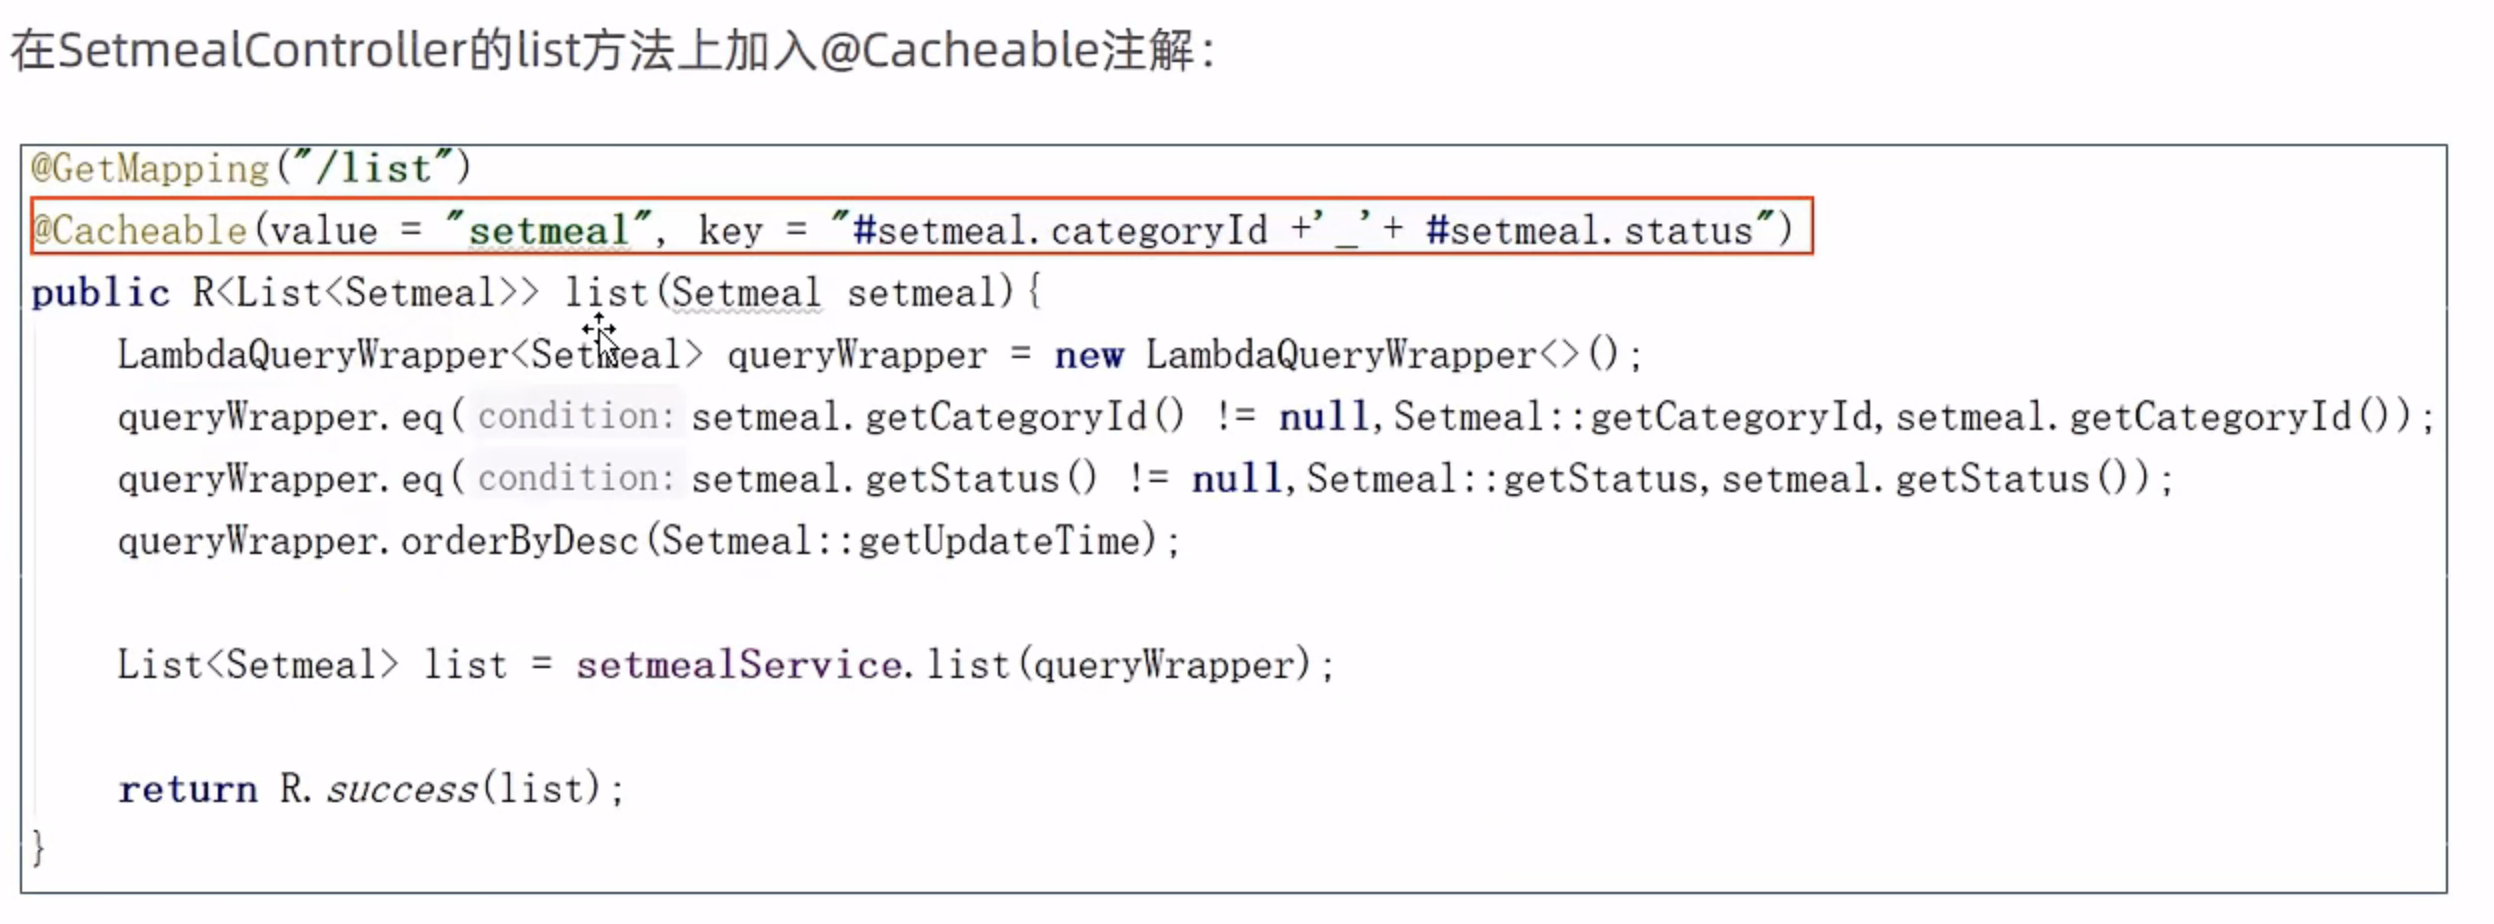 在SetmealController的list方法上加入@Cacheable注解：
@GetMapping("/list")
@Cacheable(value = "setmeal", key = "#setmeal.categoryId +'_'+ #setmeal.status")
public R<List<Setmeal>> list(Setmeal setmeal){
LambdaQueryWrapper<Setmeal> queryWrapper = new LambdaQueryWrapper<>();
queryWrapper.eq( condition: setmeal.getCategoryId() != null,Setmeal::getCategoryId,setmeal.getCategoryId());
queryWrapper.eq( condition: setmeal.getStatus() != null,Setmeal::getStatus,setmeal.getStatus());
queryWrapper.orderByDesc(Setmeal::getUpdateTime);
List<Setmeal> list = setmealService.list(queryWrapper);
return R.success(list);
}